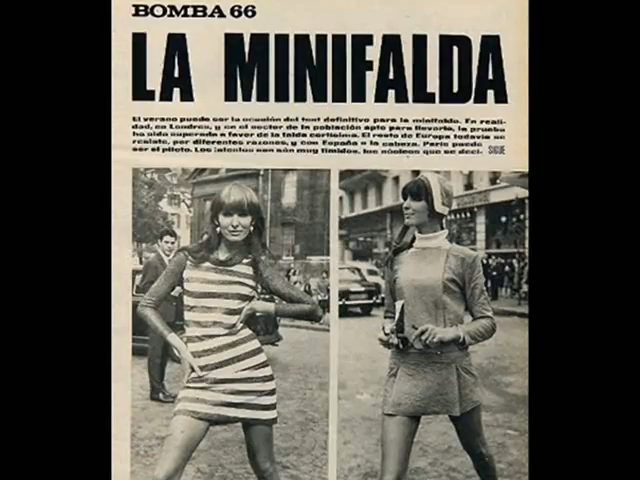 BOMBA 66
LA MINIFALDA
El verano puede ser la ocasión del test definitivo para la minifalda. En reali-
dad, en Londres, y en el sector de la población apto para llevarla, la prueba
ha sido superada a favor de la falda cortísima. El resto de Europa todavía se
resiste, por diferentes razones, y con España a la cabeza. París puede
ser el piloto. Los intentos son aún muy tímidos, los núcleos que se deci- SIGUE